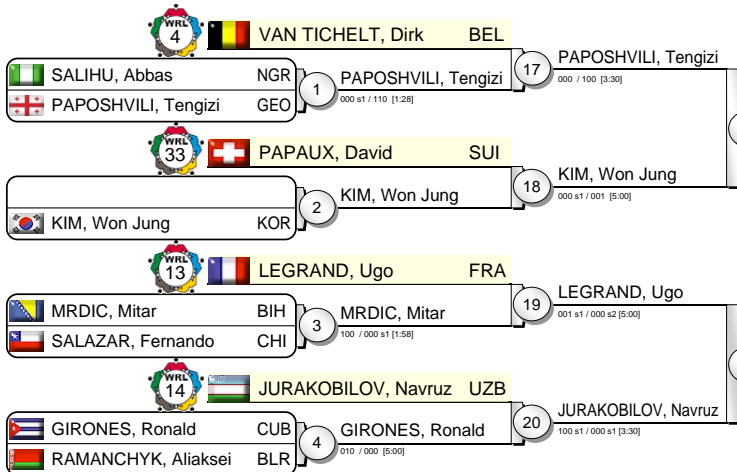 WRL
4
VAN TICHELT, Dirk BEL
SALIHU, Abbas NGR
PAPOSHVILI, Tengizi GEO
1
PAPOSHVILI, Tengizi
000 s1 / 110 [1:28]
17
PAPOSHVILI, Tengizi
000 / 100 [3:30]
WRL
33
PAPAUX, David SUI
KIM, Won Jung KOR
2
KIM, Won Jung
18
KIM, Won Jung
000 s1 / 001 [5:00]
WRL
13
LEGRAND, Ugo FRA
MRDIC, Mitar BIH
SALAZAR, Fernando CHI
3
MRDIC, Mitar
100 / 000 s1 [1:58]
19
LEGRAND, Ugo
001 s1 / 000 s2 [5:00]
WRL
14
JURAKOBILOV, Navruz UZB
GIRONES, Ronald CUB
RAMANCHYK, Aliaksei BLR
4
GIRONES, Ronald
010 / 000 [5:00]
20
JURAKOBILOV, Navruz
100 s1 / 000 s1 [3:30]